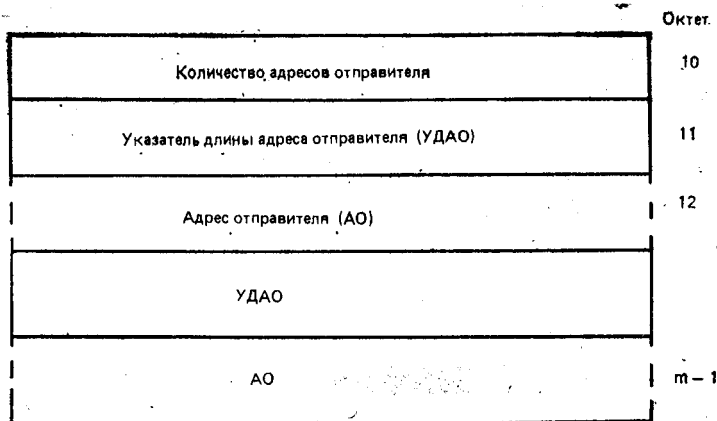 Октет.
Количество адресов отправителя 10
Указатель длины адреса отправителя (УДАО) 11
Адрес отправителя (АО) 12
УДАО
АО m – 1